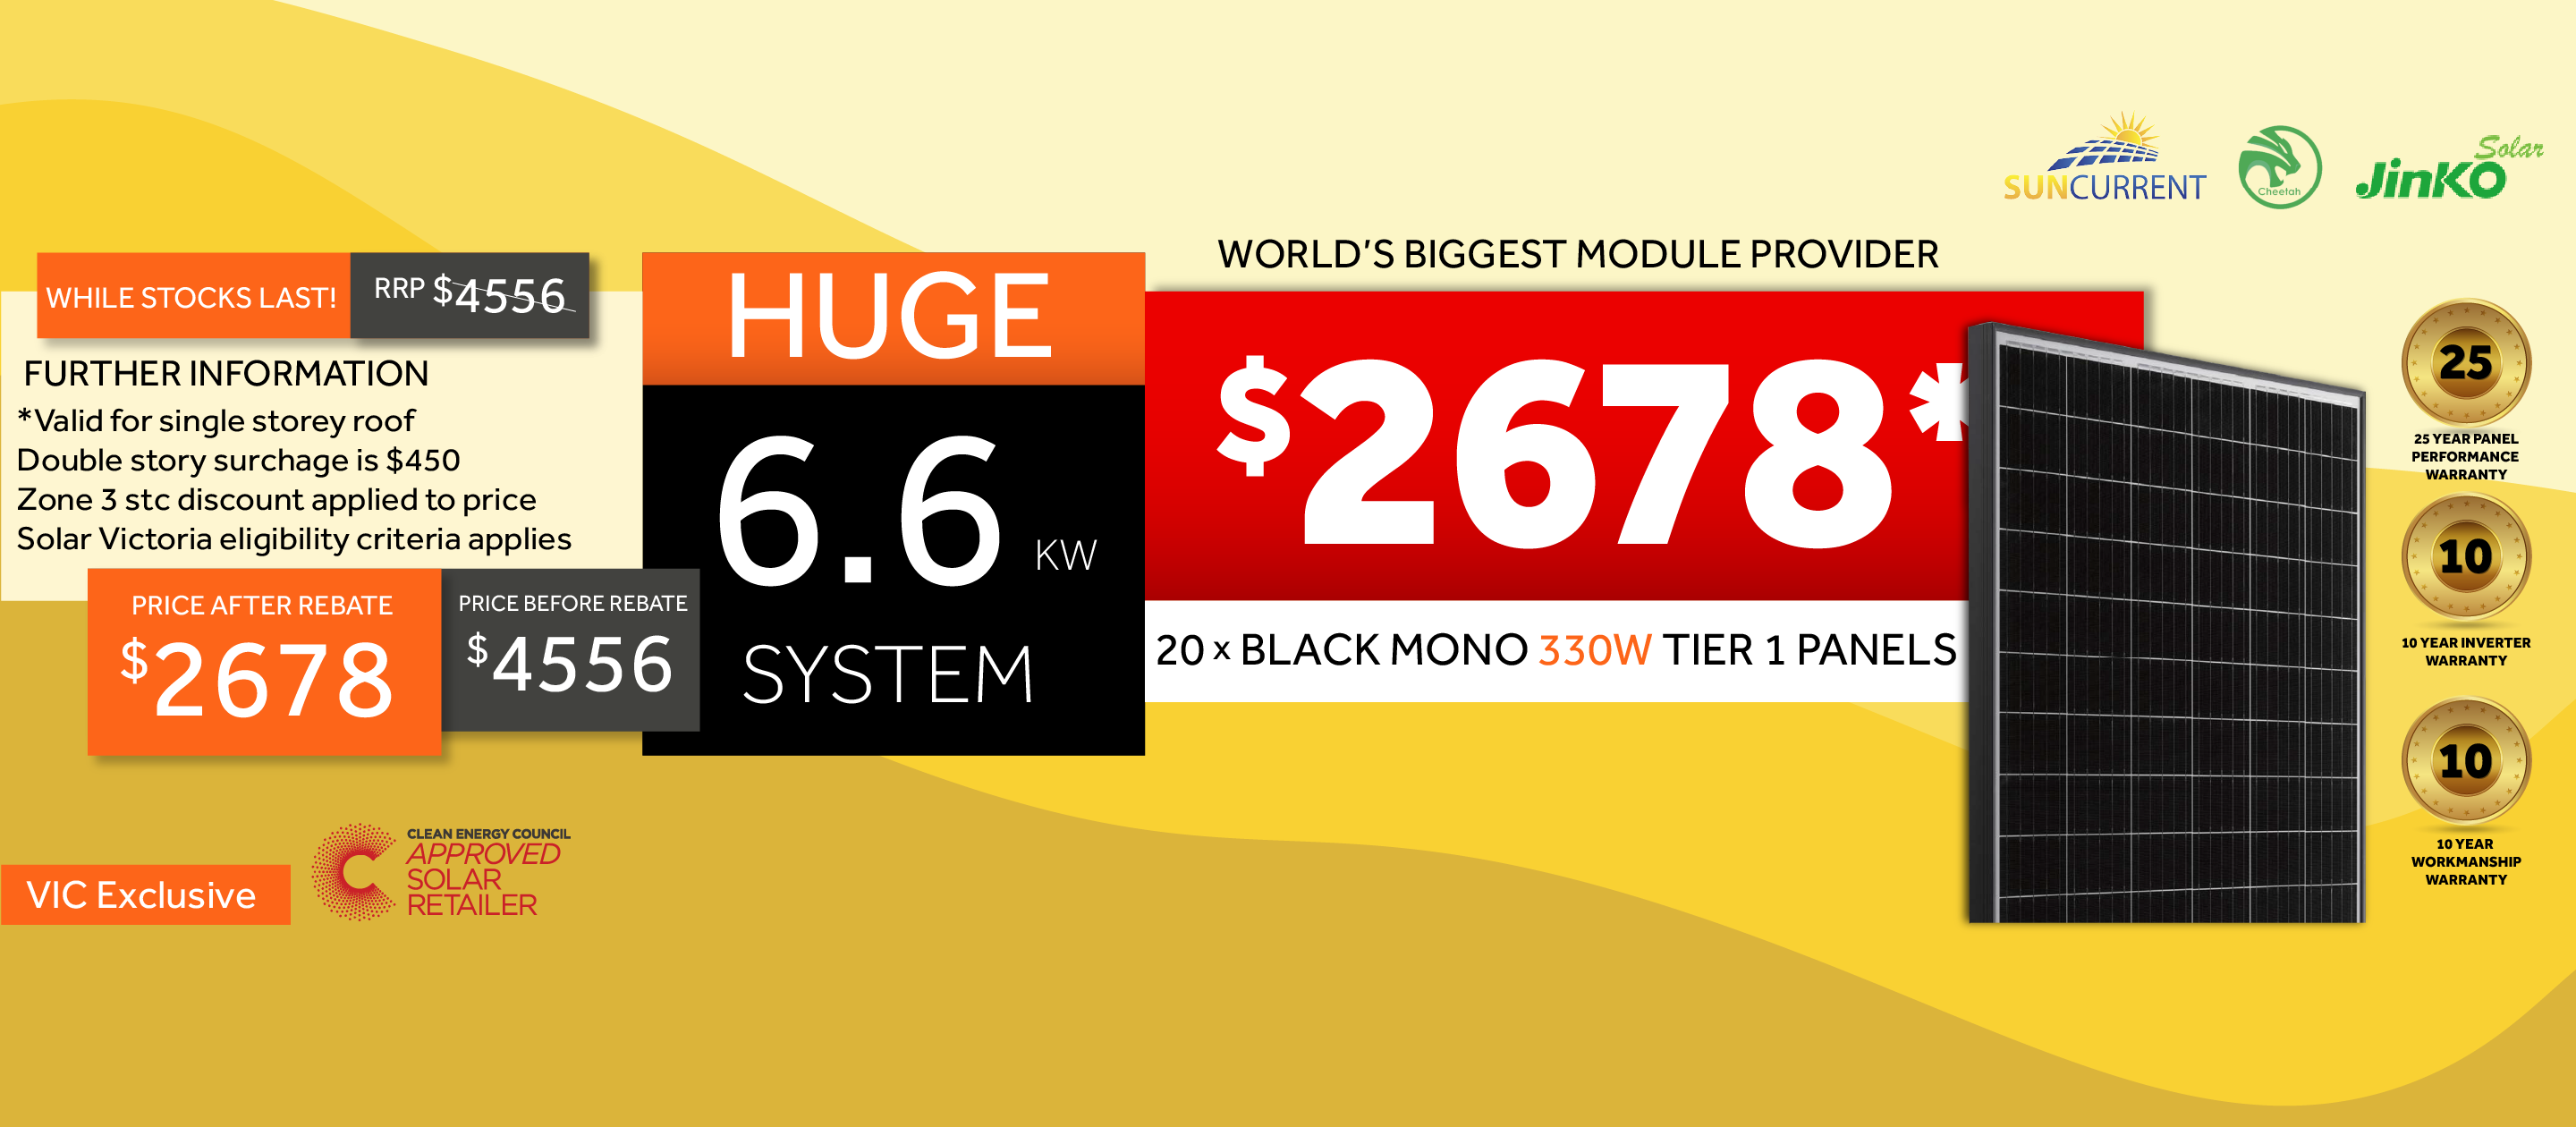 SUNCURRENT
Cheetah
JinKO Solar
WORLD'S BIGGEST MODULE PROVIDER
WHILE STOCKS LAST!
RRP $4556
FURTHER INFORMATION
*Valid for single storey roof
Double story surchage is $450
Zone 3 stc discount applied to price
Solar Victoria eligibility criteria applies
PRICE AFTER REBATE
$2678
PRICE BEFORE REBATE
$4556
HUGE
6.6 KW
SYSTEM
$2678*
20 x BLACK MONO 330W TIER 1 PANELS
25
25 YEAR PANEL
PERFORMANCE
WARRANTY
10
10 YEAR INVERTER
WARRANTY
10
10 YEAR
WORKMANSHIP
WARRANTY
VIC Exclusive
CLEAN ENERGY COUNCIL
APPROVED
SOLAR
RETAILER